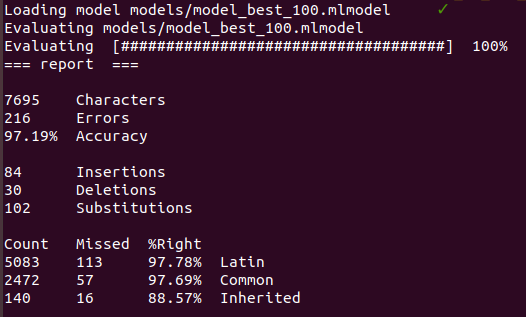 Loading model models/model_best_100.mlmodel ✓
Evaluating models/model_best_100.mlmodel
Evaluating [####################################] 100%
=== report ===
7695 Characters
216 Errors
97.19% Accuracy
84 Insertions
30 Deletions
102 Substitutions
Count Missed %Right
5083 113 97.78% Latin
2472 57 97.69% Common
140 16 88.57% Inherited